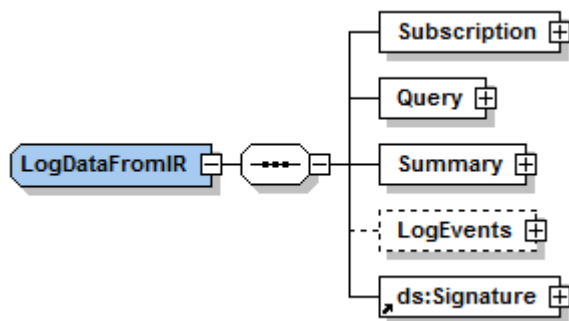 Subscription
Query
LogDataFromIR
Summary
LogEvents
ds:Signature